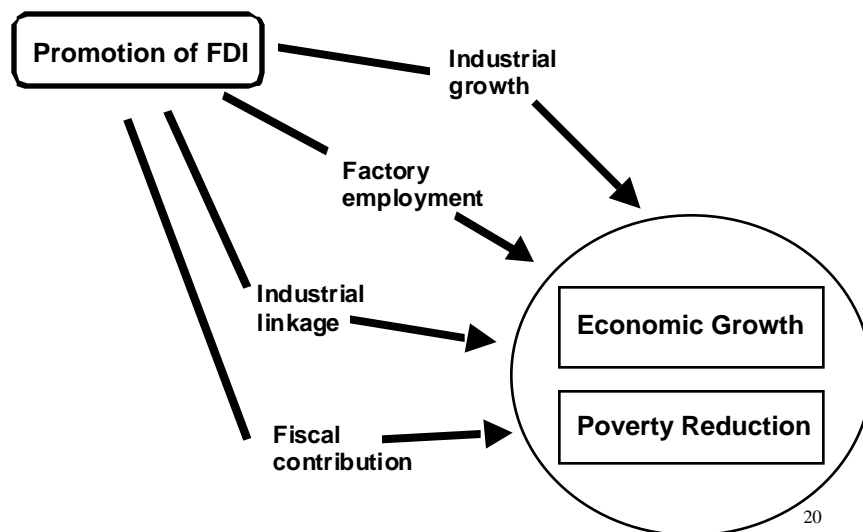 Promotion of FDI
Industrial
growth
Factory
employment
Industrial
linkage
Fiscal
contribution
Economic Growth
Poverty Reduction
20